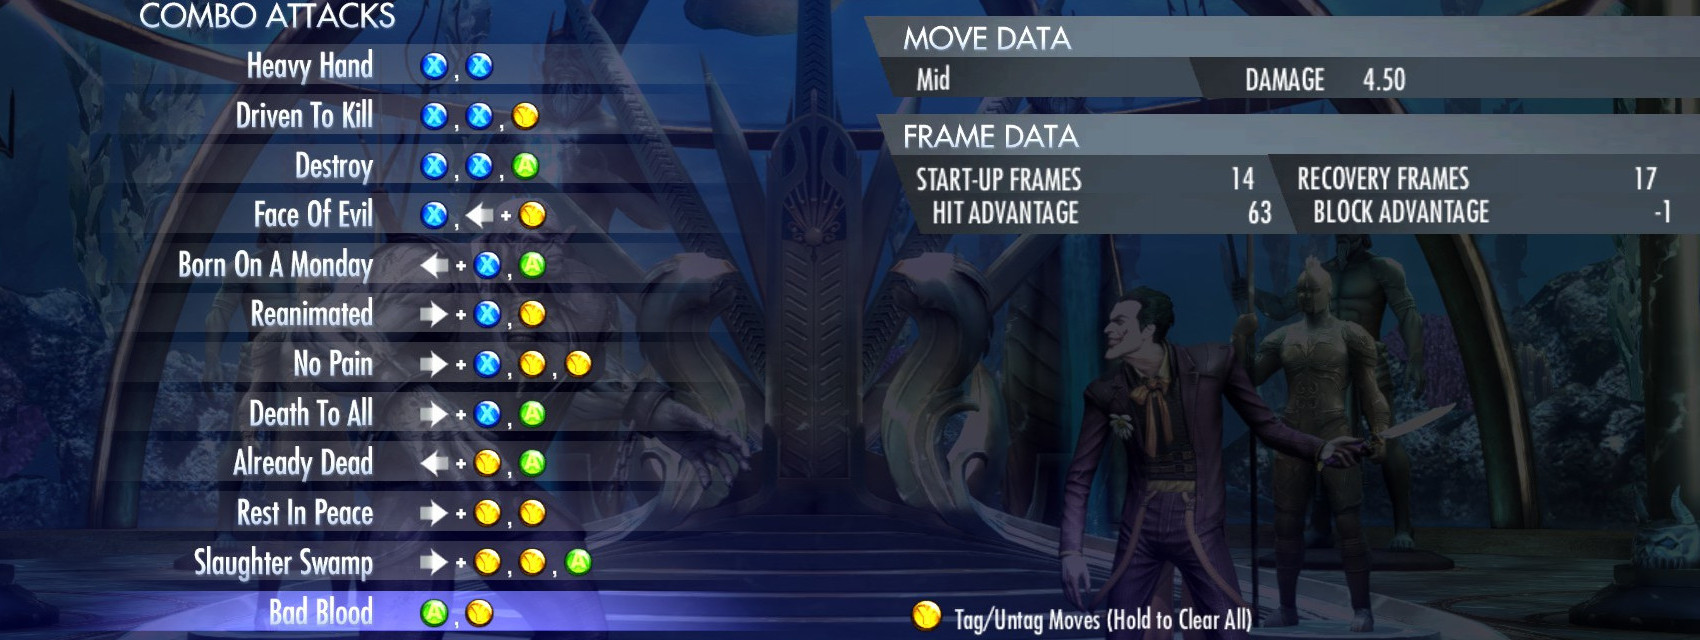 COMBO ATTACKS
Heavy Hand X , X
Driven To Kill X , X , Y
Destroy X , X , A
Face Of Evil X , + Y
Born On A Monday + X , A
Reanimated + X , Y
No Pain + X , Y , Y
Death To All + X , A
Already Dead + Y , A
Rest In Peace + Y , Y
Slaughter Swamp + Y , Y , A
Bad Blood A , Y
MOVE DATA
Mid DAMAGE 4.50
FRAME DATA
START-UP FRAMES 14 RECOVERY FRAMES 17
HIT ADVANTAGE 63 BLOCK ADVANTAGE -1
Y Tag/Untag Moves (Hold to Clear All)